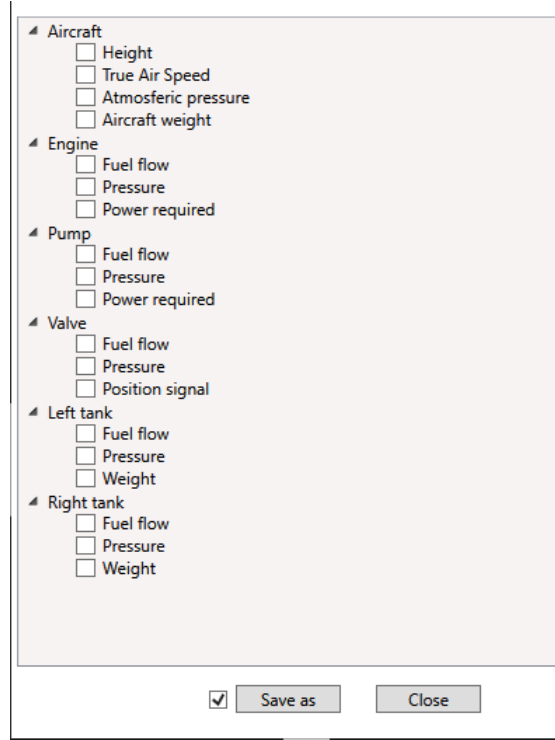 Aircraft
Height
True Air Speed
Atmosferic pressure
Aircraft weight
Engine
Fuel flow
Pressure
Power required
Pump
Fuel flow
Pressure
Power required
Valve
Fuel flow
Pressure
Position signal
Left tank
Fuel flow
Pressure
Weight
Right tank
Fuel flow
Pressure
Weight
Save as Close